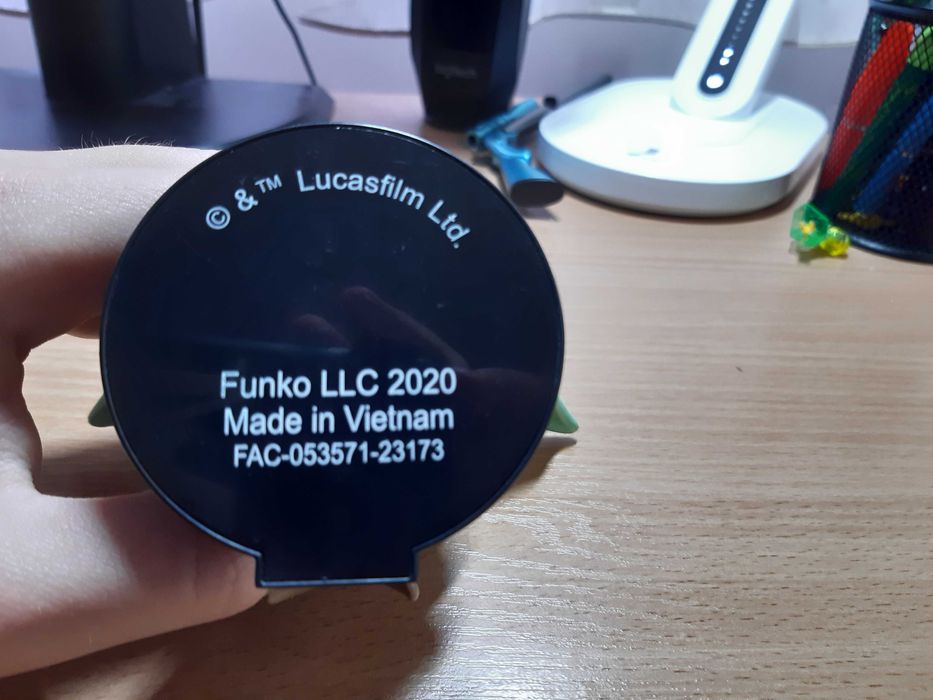 © & ™ Lucasfilm Ltd.
Funko LLC 2020
Made in Vietnam
FAC-053571-23173